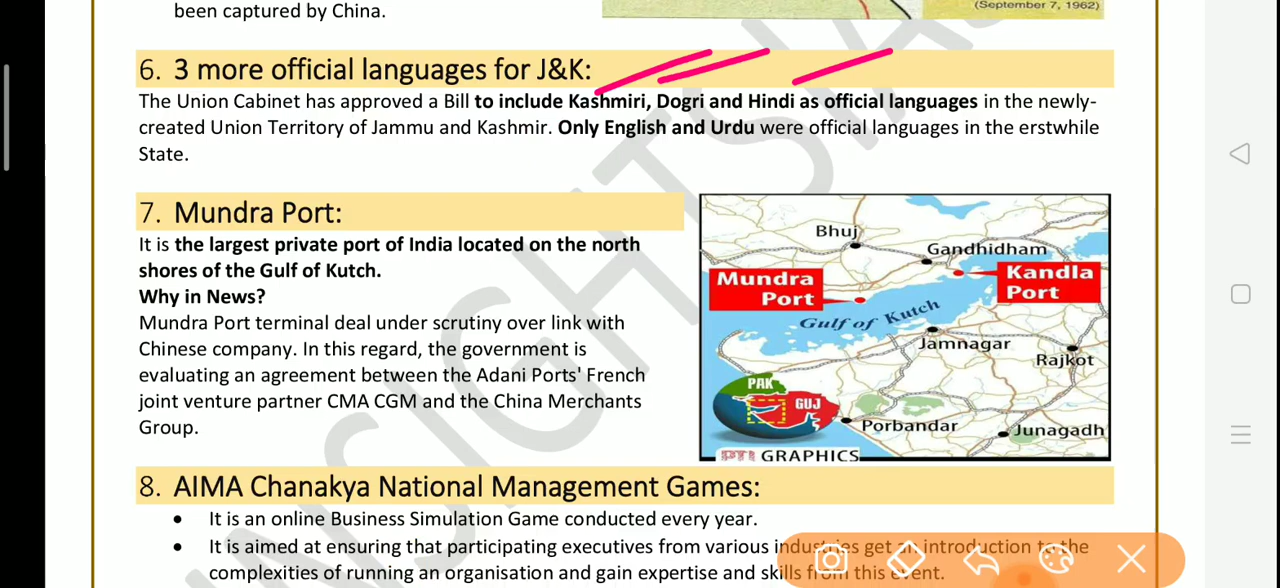 been captured by China.
(September 7, 1962)
6. 3 more official languages for J&K:
The Union Cabinet has approved a Bill to include Kashmiri, Dogri and Hindi as official languages in the newly-
created Union Territory of Jammu and Kashmir. Only English and Urdu were official languages in the erstwhile
State.
7. Mundra Port:
It is the largest private port of India located on the north
shores of the Gulf of Kutch.
Why in News?
Mundra Port terminal deal under scrutiny over link with
Chinese company. In this regard, the government is
evaluating an agreement between the Adani Ports' French
joint venture partner CMA CGM and the China Merchants
Group.
Bhuj
Gandhidham
Mundra
Port
Kandla
Port
Gulf of Kutch
Jamnagar
Rajkot
PAK
GUJ
Porbandar
Junagadh
PTI GRAPHICS
8. AIMA Chanakya National Management Games:
• It is an online Business Simulation Game conducted every year.
• It is aimed at ensuring that participating executives from various industries get an introduction to the
complexities of running an organisation and gain expertise and skills from this event.
INSIGHTSIAS